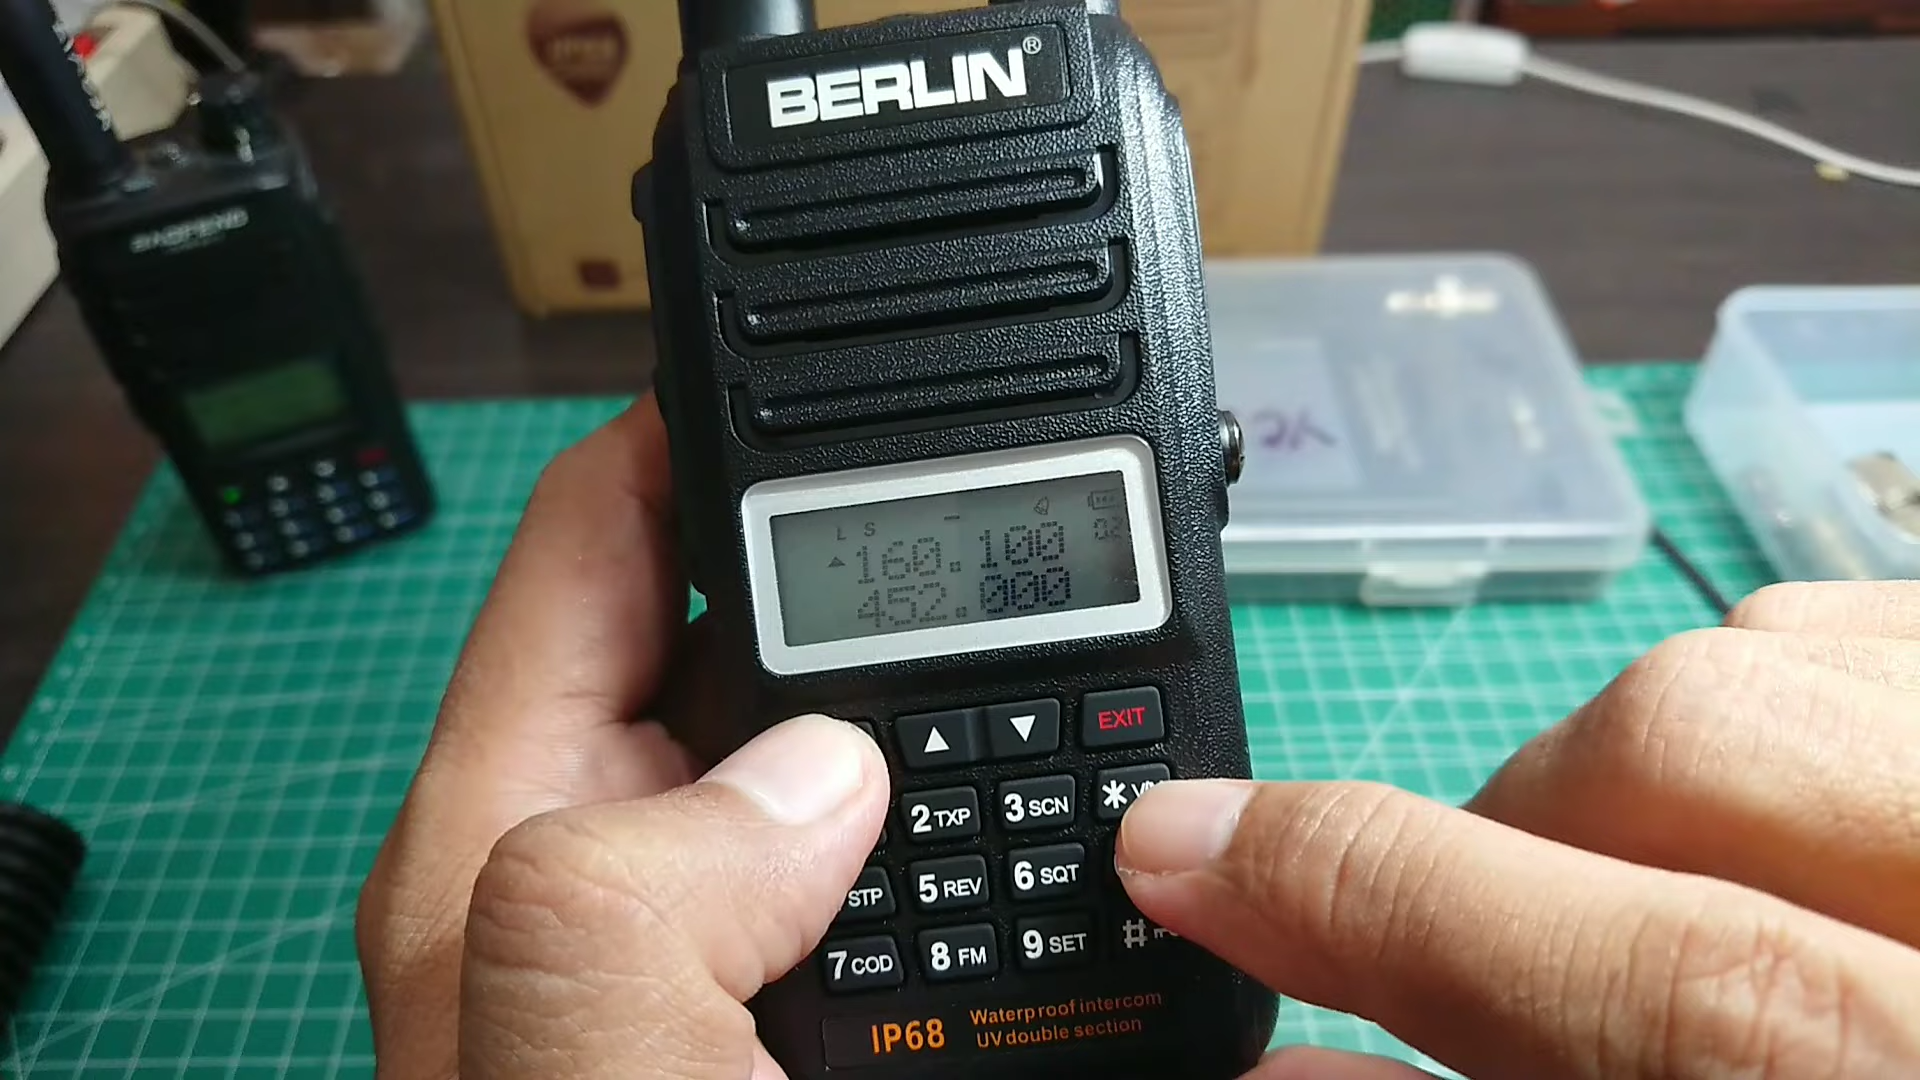 BERLIN®
BAOFENG
L S
160.100
452.000
EXIT
2 TXP
3 SCN
*
STP
5 REV
6 SQT
7 COD
8 FM
9 SET
#
IP68
Waterproof intercom
UV double section